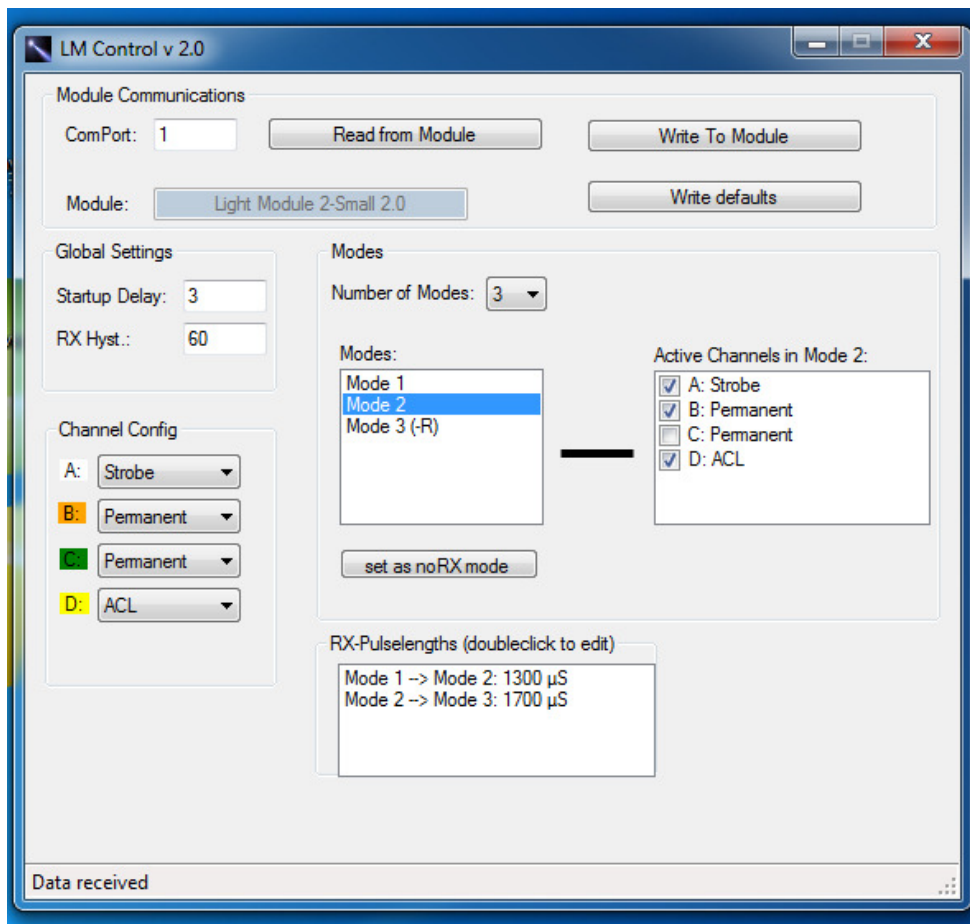 LM Control v 2.0
Module Communications
ComPort: 1 Read from Module Write To Module
Module: Light Module 2-Small 2.0 Write defaults
Global Settings
Startup Delay: 3
RX Hyst.: 60
Channel Config
A: Strobe
B: Permanent
C: Permanent
D: ACL
Modes
Number of Modes: 3
Modes:
Mode 1
Mode 2
Mode 3 (-R)
set as noRX mode
Active Channels in Mode 2:
A: Strobe
B: Permanent
C: Permanent
D: ACL
RX-Pulselengths (doubleclick to edit)
Mode 1 --> Mode 2: 1300 µS
Mode 2 --> Mode 3: 1700 µS
Data received